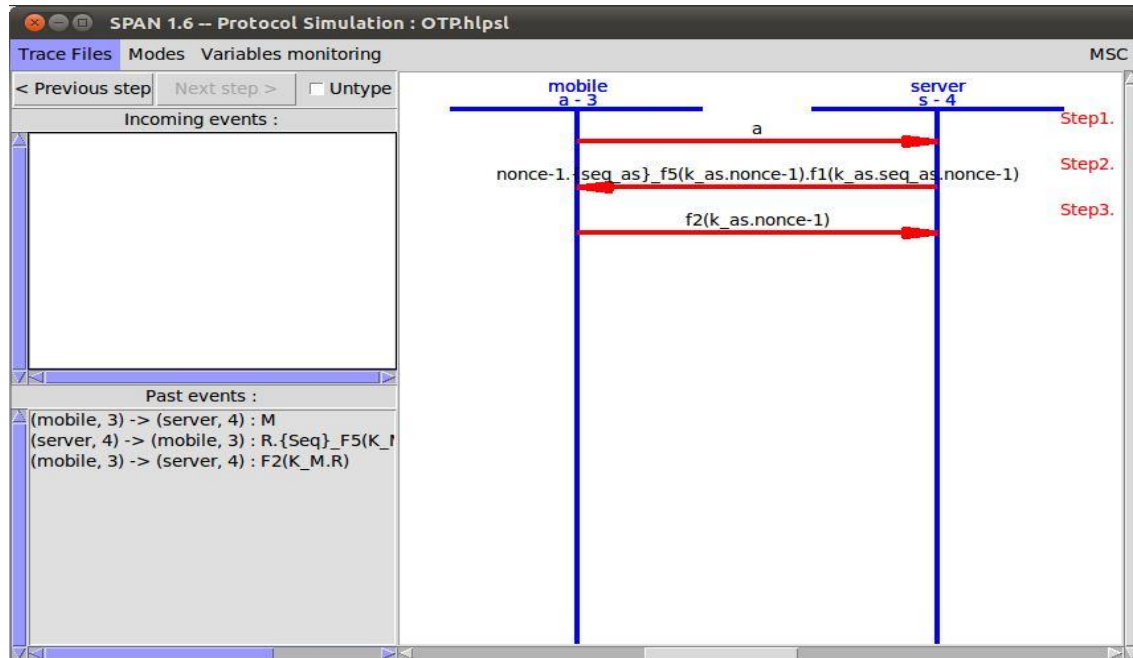 SPAN 1.6 -- Protocol Simulation : OTP.hlpsl
Trace Files Modes Variables monitoring MSC
< Previous step Next step > Untype
Incoming events :
Past events :
(mobile, 3) -> (server, 4) : M
(server, 4) -> (mobile, 3) : R.{Seq}_F5(K_
(mobile, 3) -> (server, 4) : F2(K_M.R)
mobile
a - 3
server
s - 4
Step1.
a
Step2.
nonce-1.{seq_as}_f5(k_as.nonce-1).f1(k_as.seq_as.nonce-1)
Step3.
f2(k_as.nonce-1)